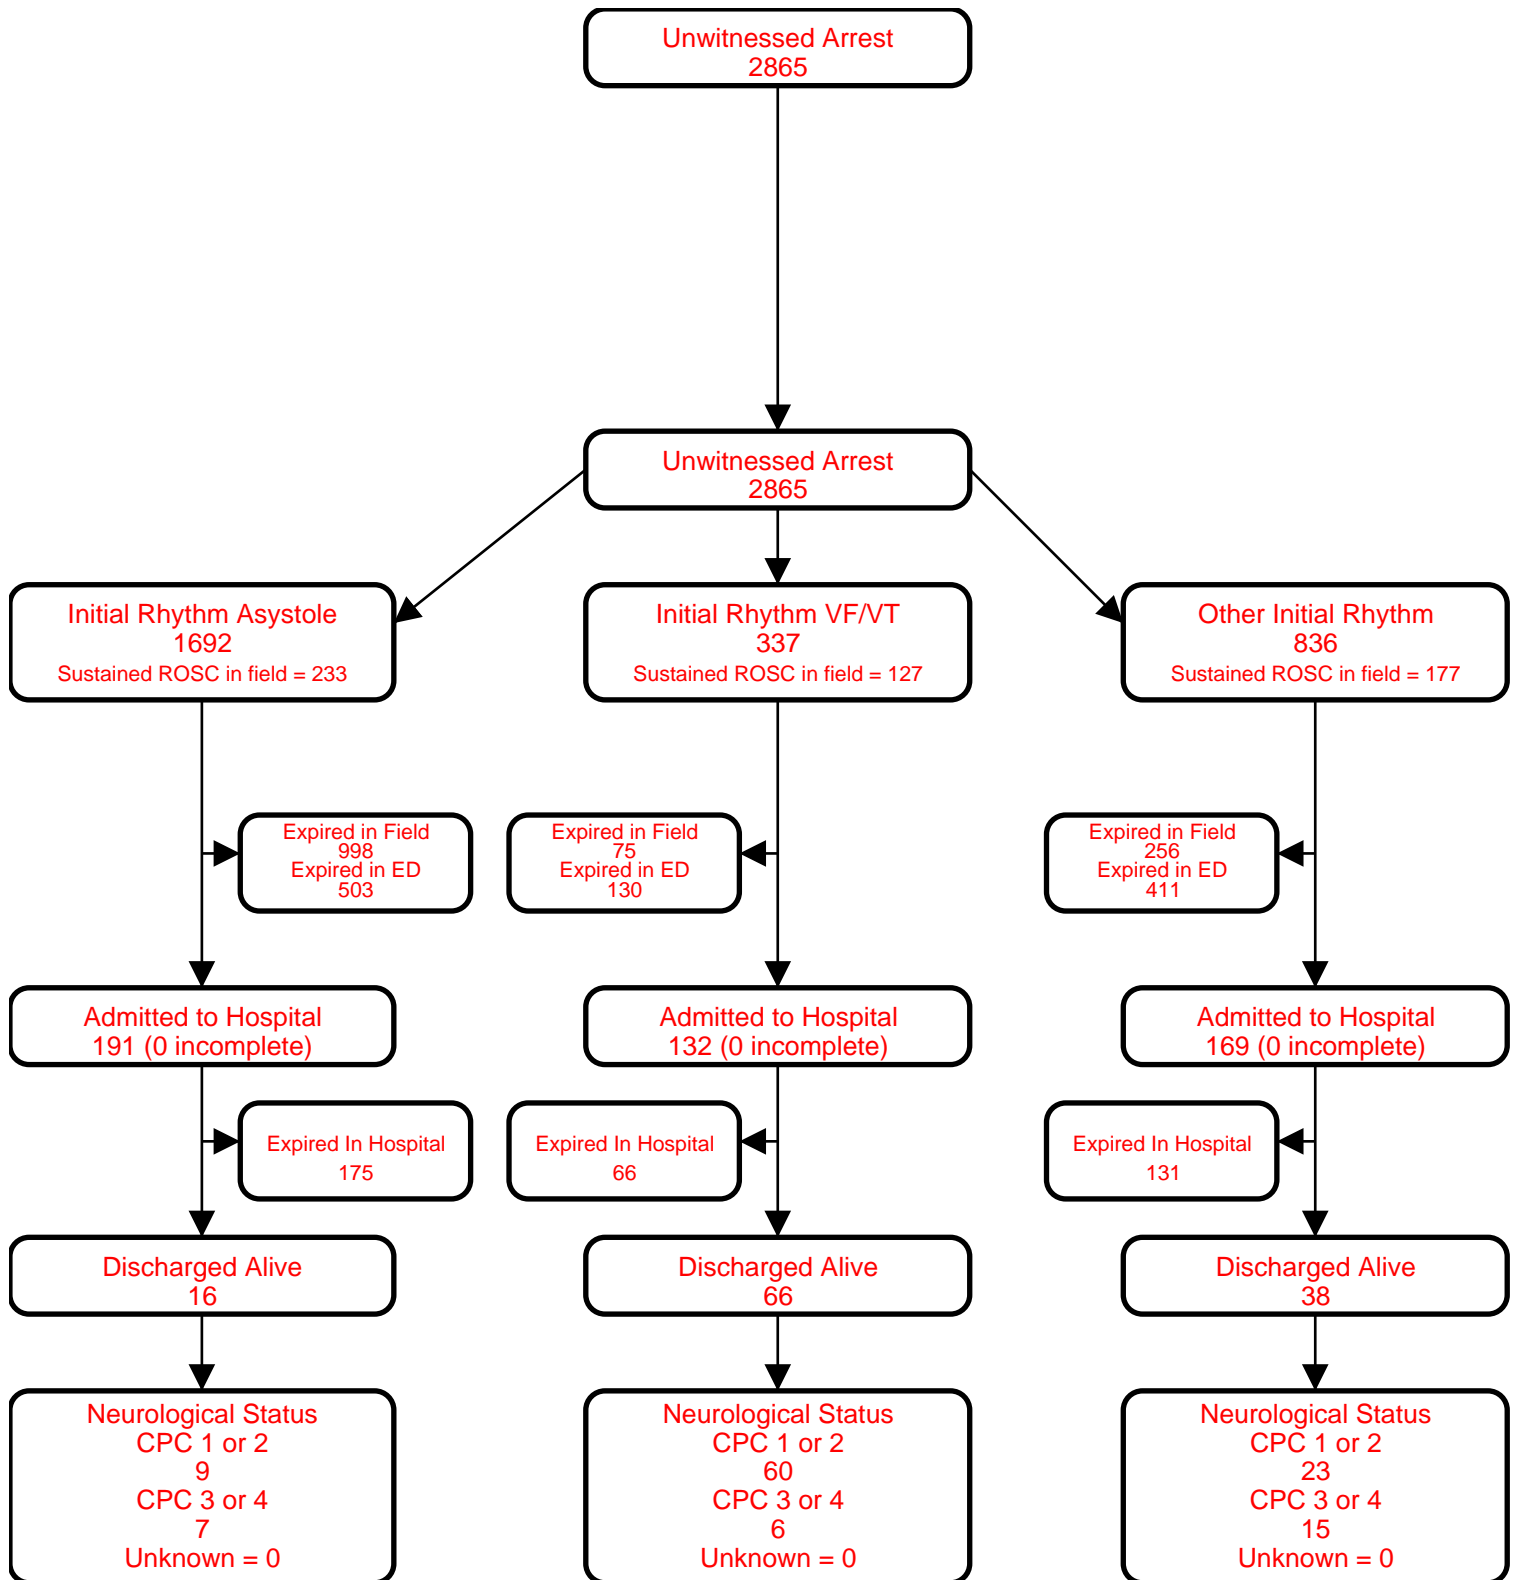 Unwitnessed Arrest
2865
Unwitnessed Arrest
2865
Initial Rhythm Asystole
1692
Sustained ROSC in field = 233
Initial Rhythm VF/VT
337
Sustained ROSC in field = 127
Other Initial Rhythm
836
Sustained ROSC in field = 177
Expired in Field
998
Expired in ED
503
Expired in Field
75
Expired in ED
130
Expired in Field
256
Expired in ED
411
Admitted to Hospital
191 (0 incomplete)
Admitted to Hospital
132 (0 incomplete)
Admitted to Hospital
169 (0 incomplete)
Expired In Hospital
175
Expired In Hospital
66
Expired In Hospital
131
Discharged Alive
16
Discharged Alive
66
Discharged Alive
38
Neurological Status
CPC 1 or 2
9
CPC 3 or 4
7
Unknown = 0
Neurological Status
CPC 1 or 2
60
CPC 3 or 4
6
Unknown = 0
Neurological Status
CPC 1 or 2
23
CPC 3 or 4
15
Unknown = 0